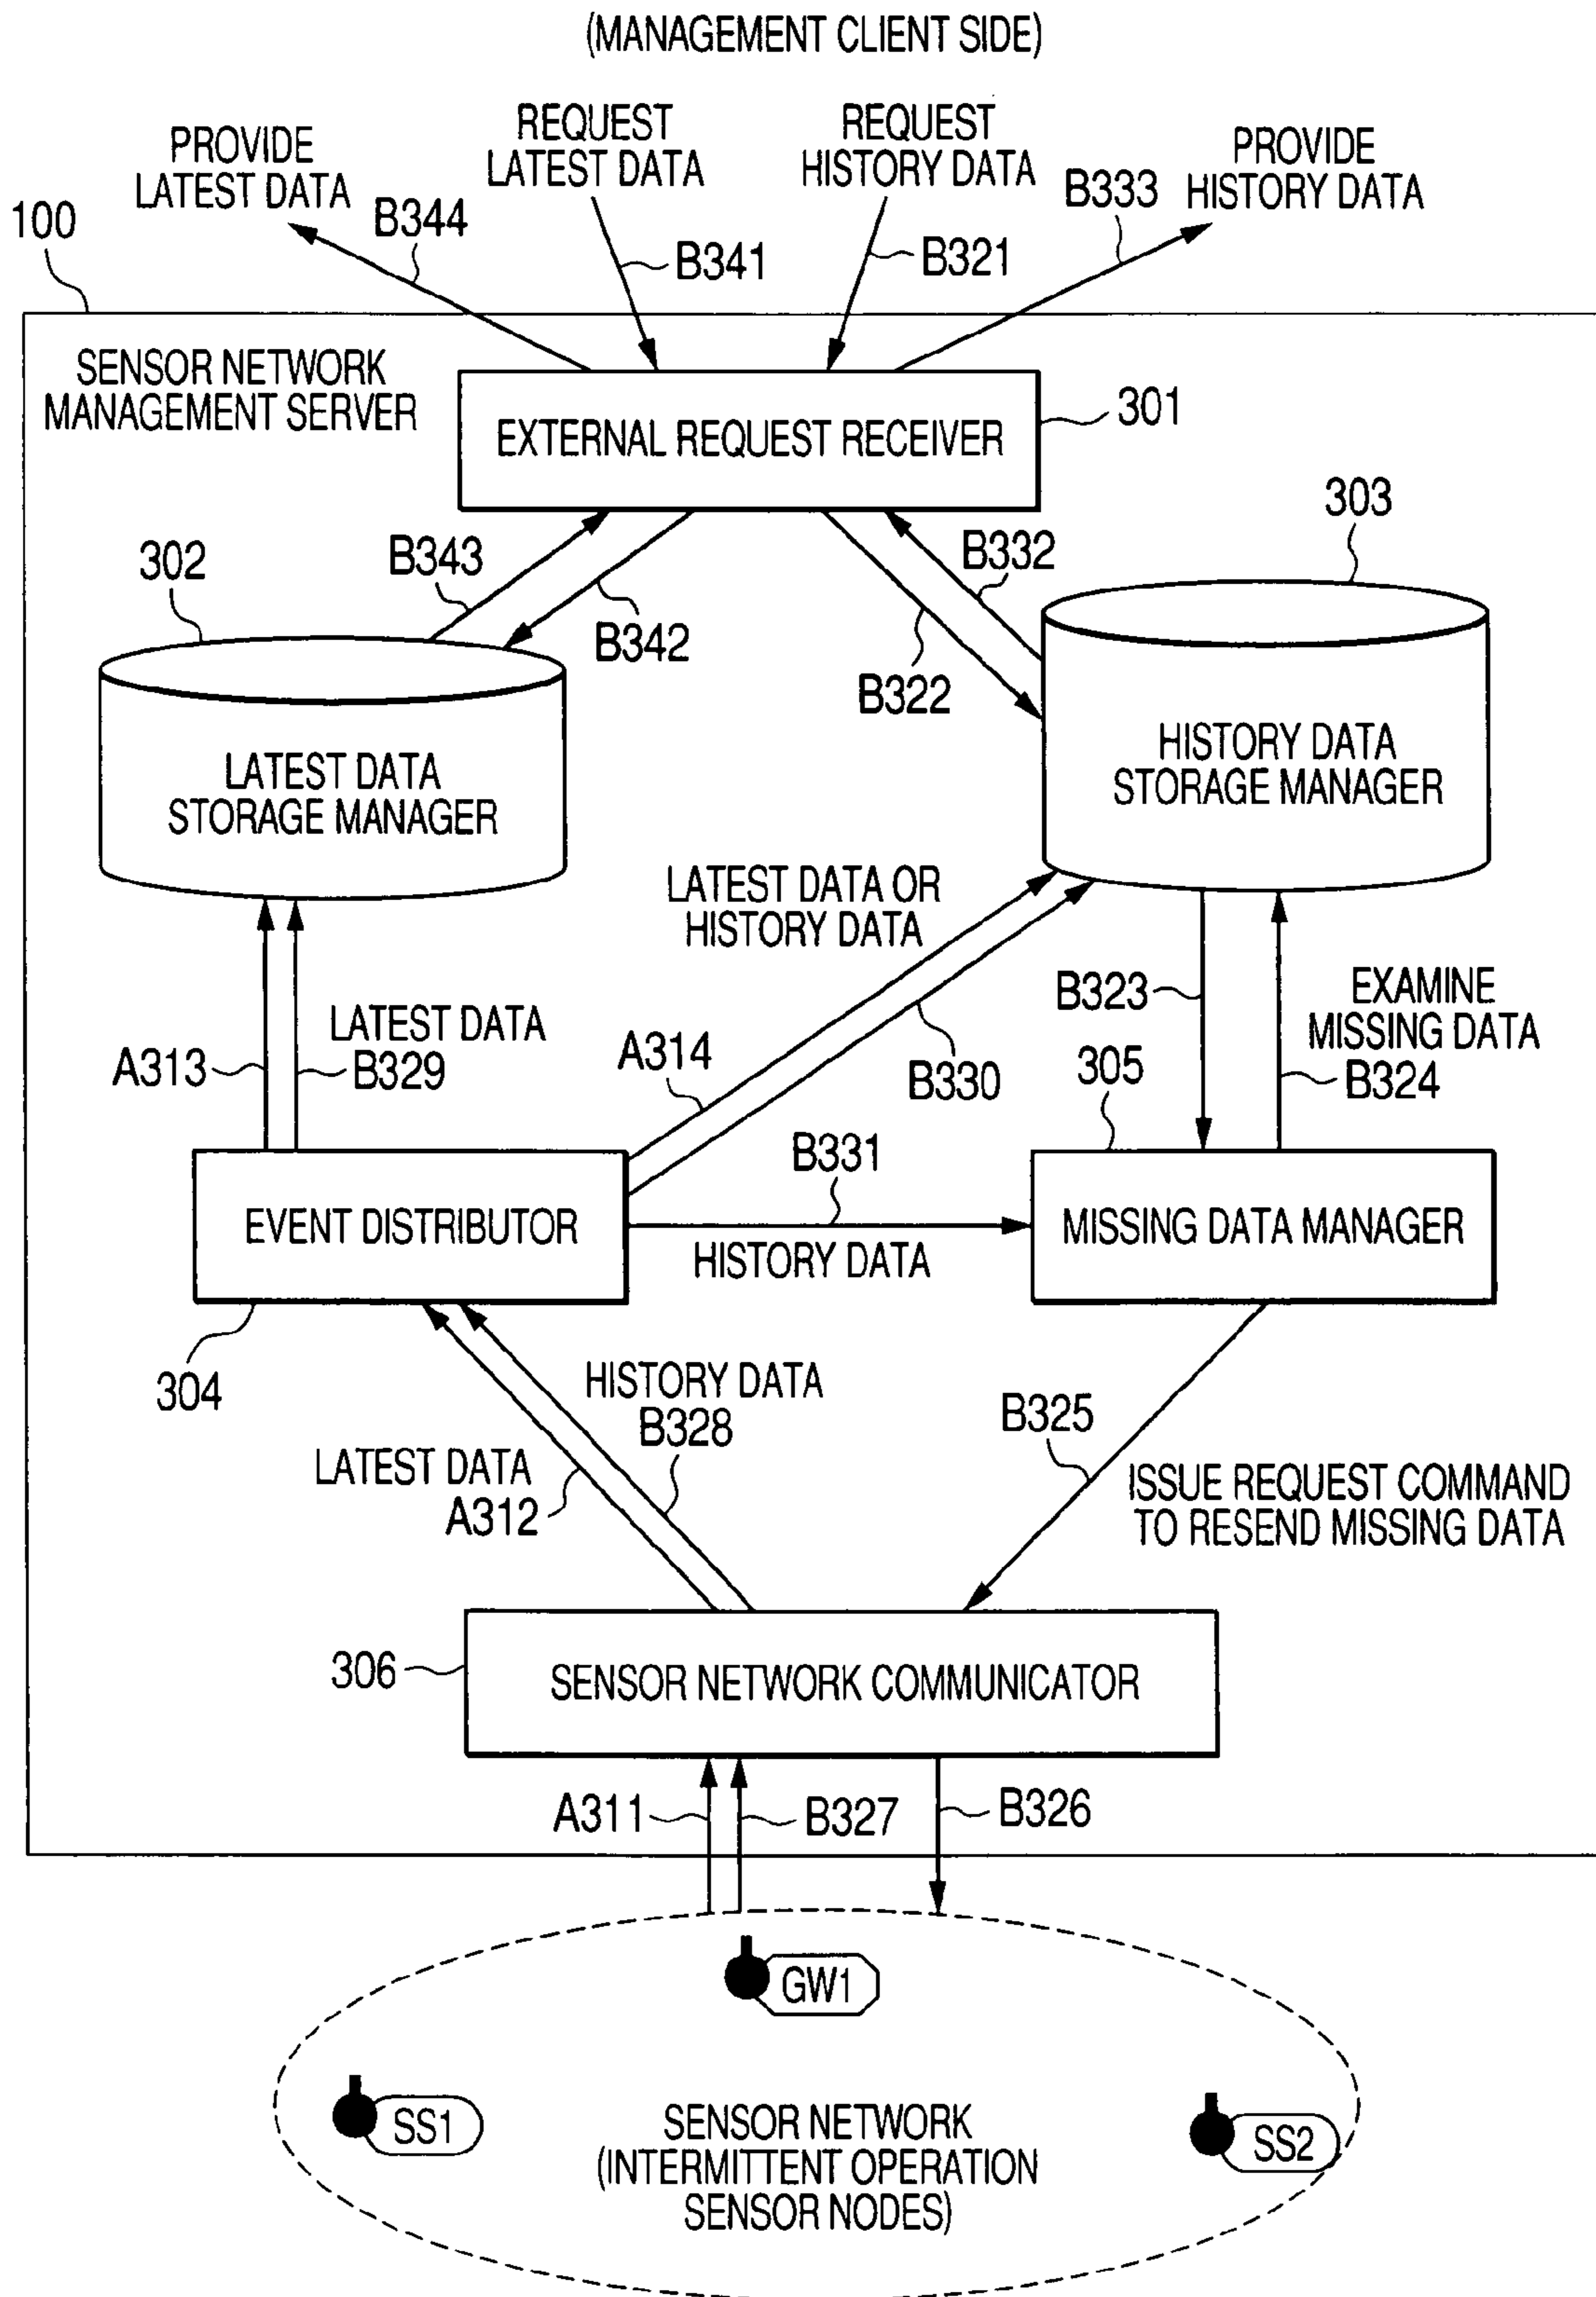 (MANAGEMENT CLIENT SIDE)
PROVIDE
LATEST DATA
REQUEST
LATEST DATA
REQUEST
HISTORY DATA
PROVIDE
HISTORY DATA
B344
B341
B321
B333
100
SENSOR NETWORK
MANAGEMENT SERVER
EXTERNAL REQUEST RECEIVER
301
303
302
B343
B342
B332
B322
LATEST DATA
STORAGE MANAGER
HISTORY DATA
STORAGE MANAGER
LATEST DATA OR
HISTORY DATA
A313
LATEST DATA
B329
A314
B330
B323
EXAMINE
MISSING DATA
B324
305
EVENT DISTRIBUTOR
B331
HISTORY DATA
MISSING DATA MANAGER
304
HISTORY DATA
B328
LATEST DATA
A312
B325
ISSUE REQUEST COMMAND
TO RESEND MISSING DATA
306
SENSOR NETWORK COMMUNICATOR
A311
B327
B326
GW1
SS1
SS2
SENSOR NETWORK
(INTERMITTENT OPERATION
SENSOR NODES)